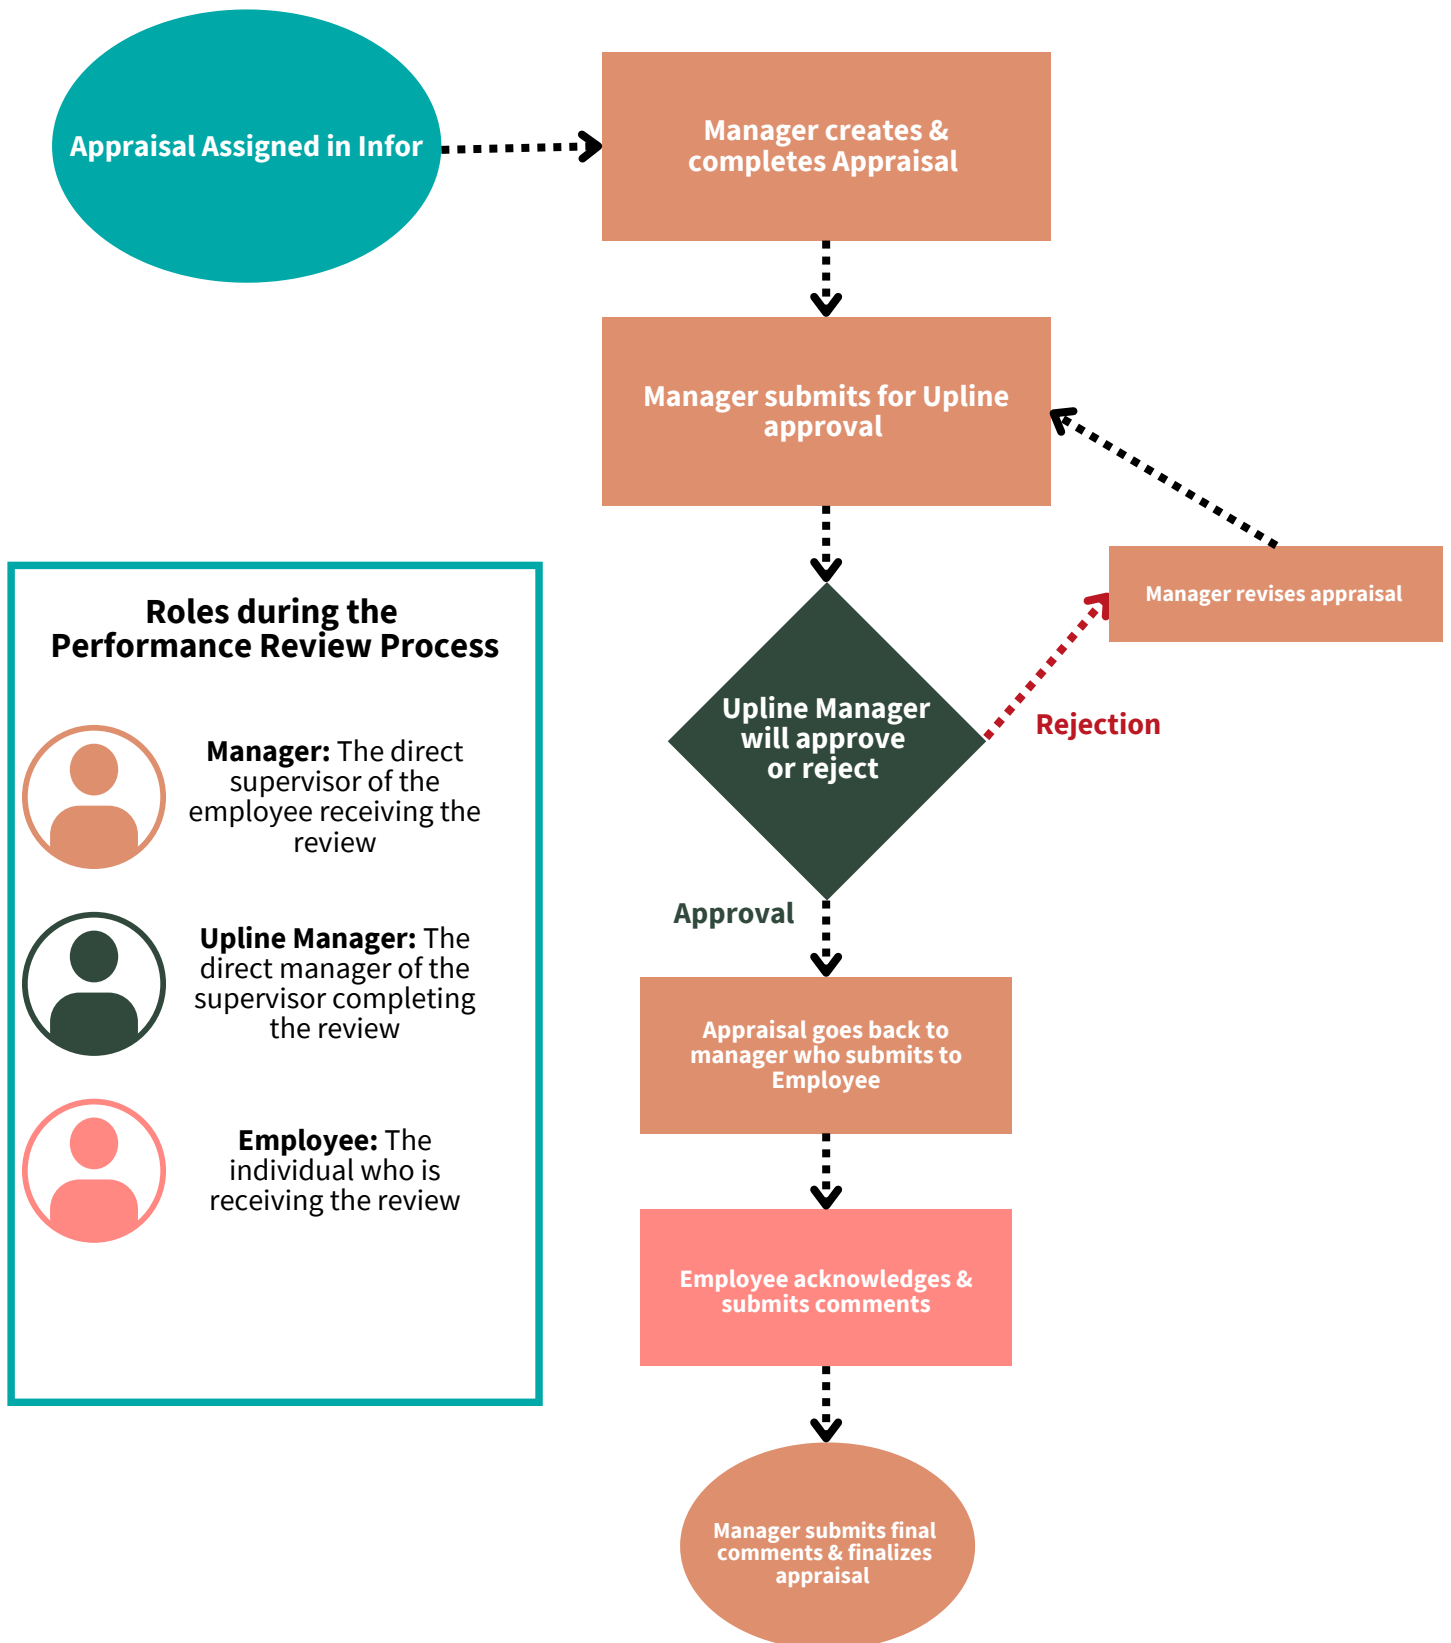 Appraisal Assigned in Infor
Manager creates &
completes Appraisal
Manager submits for Upline
approval
Manager revises appraisal
Upline Manager
will approve
or reject
Rejection
Approval
Appraisal goes back to
manager who submits to
Employee
Employee acknowledges &
submits comments
Manager submits final
comments & finalizes
appraisal
Roles during the
Performance Review Process
Manager: The direct
supervisor of the
employee receiving the
review
Upline Manager: The
direct manager of the
supervisor completing
the review
Employee: The
individual who is
receiving the review